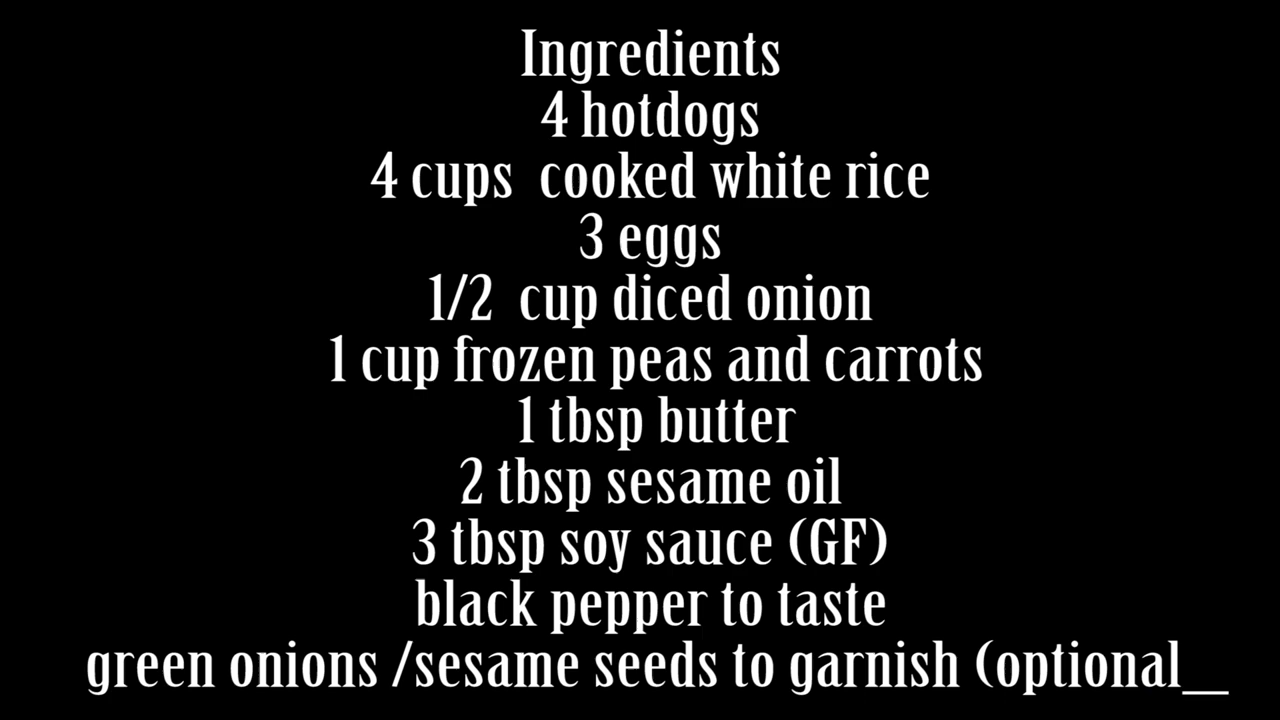 Ingredients
4 hotdogs
4 cups  cooked white rice
3 eggs
1/2  cup diced onion
1 cup frozen peas and carrots
1 tbsp butter
2 tbsp sesame oil
3 tbsp soy sauce (GF)
black pepper to taste
green onions /sesame seeds to garnish (optional__